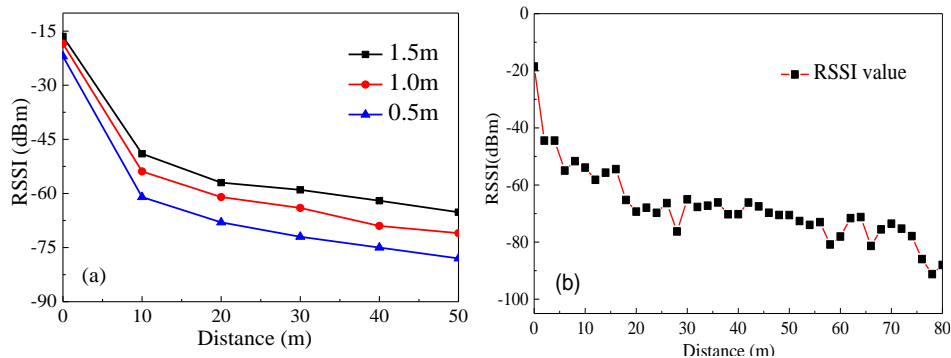 RSSI (dBm)
-15
-30
-45
-60
-75
-90
1.5m
1.0m
0.5m
(a)
0 10 20 30 40 50
Distance (m)
RSSI(dBm)
0
-20
-40
-60
-80
-100
RSSI value
(b)
0 10 20 30 40 50 60 70 80
Distance (m)